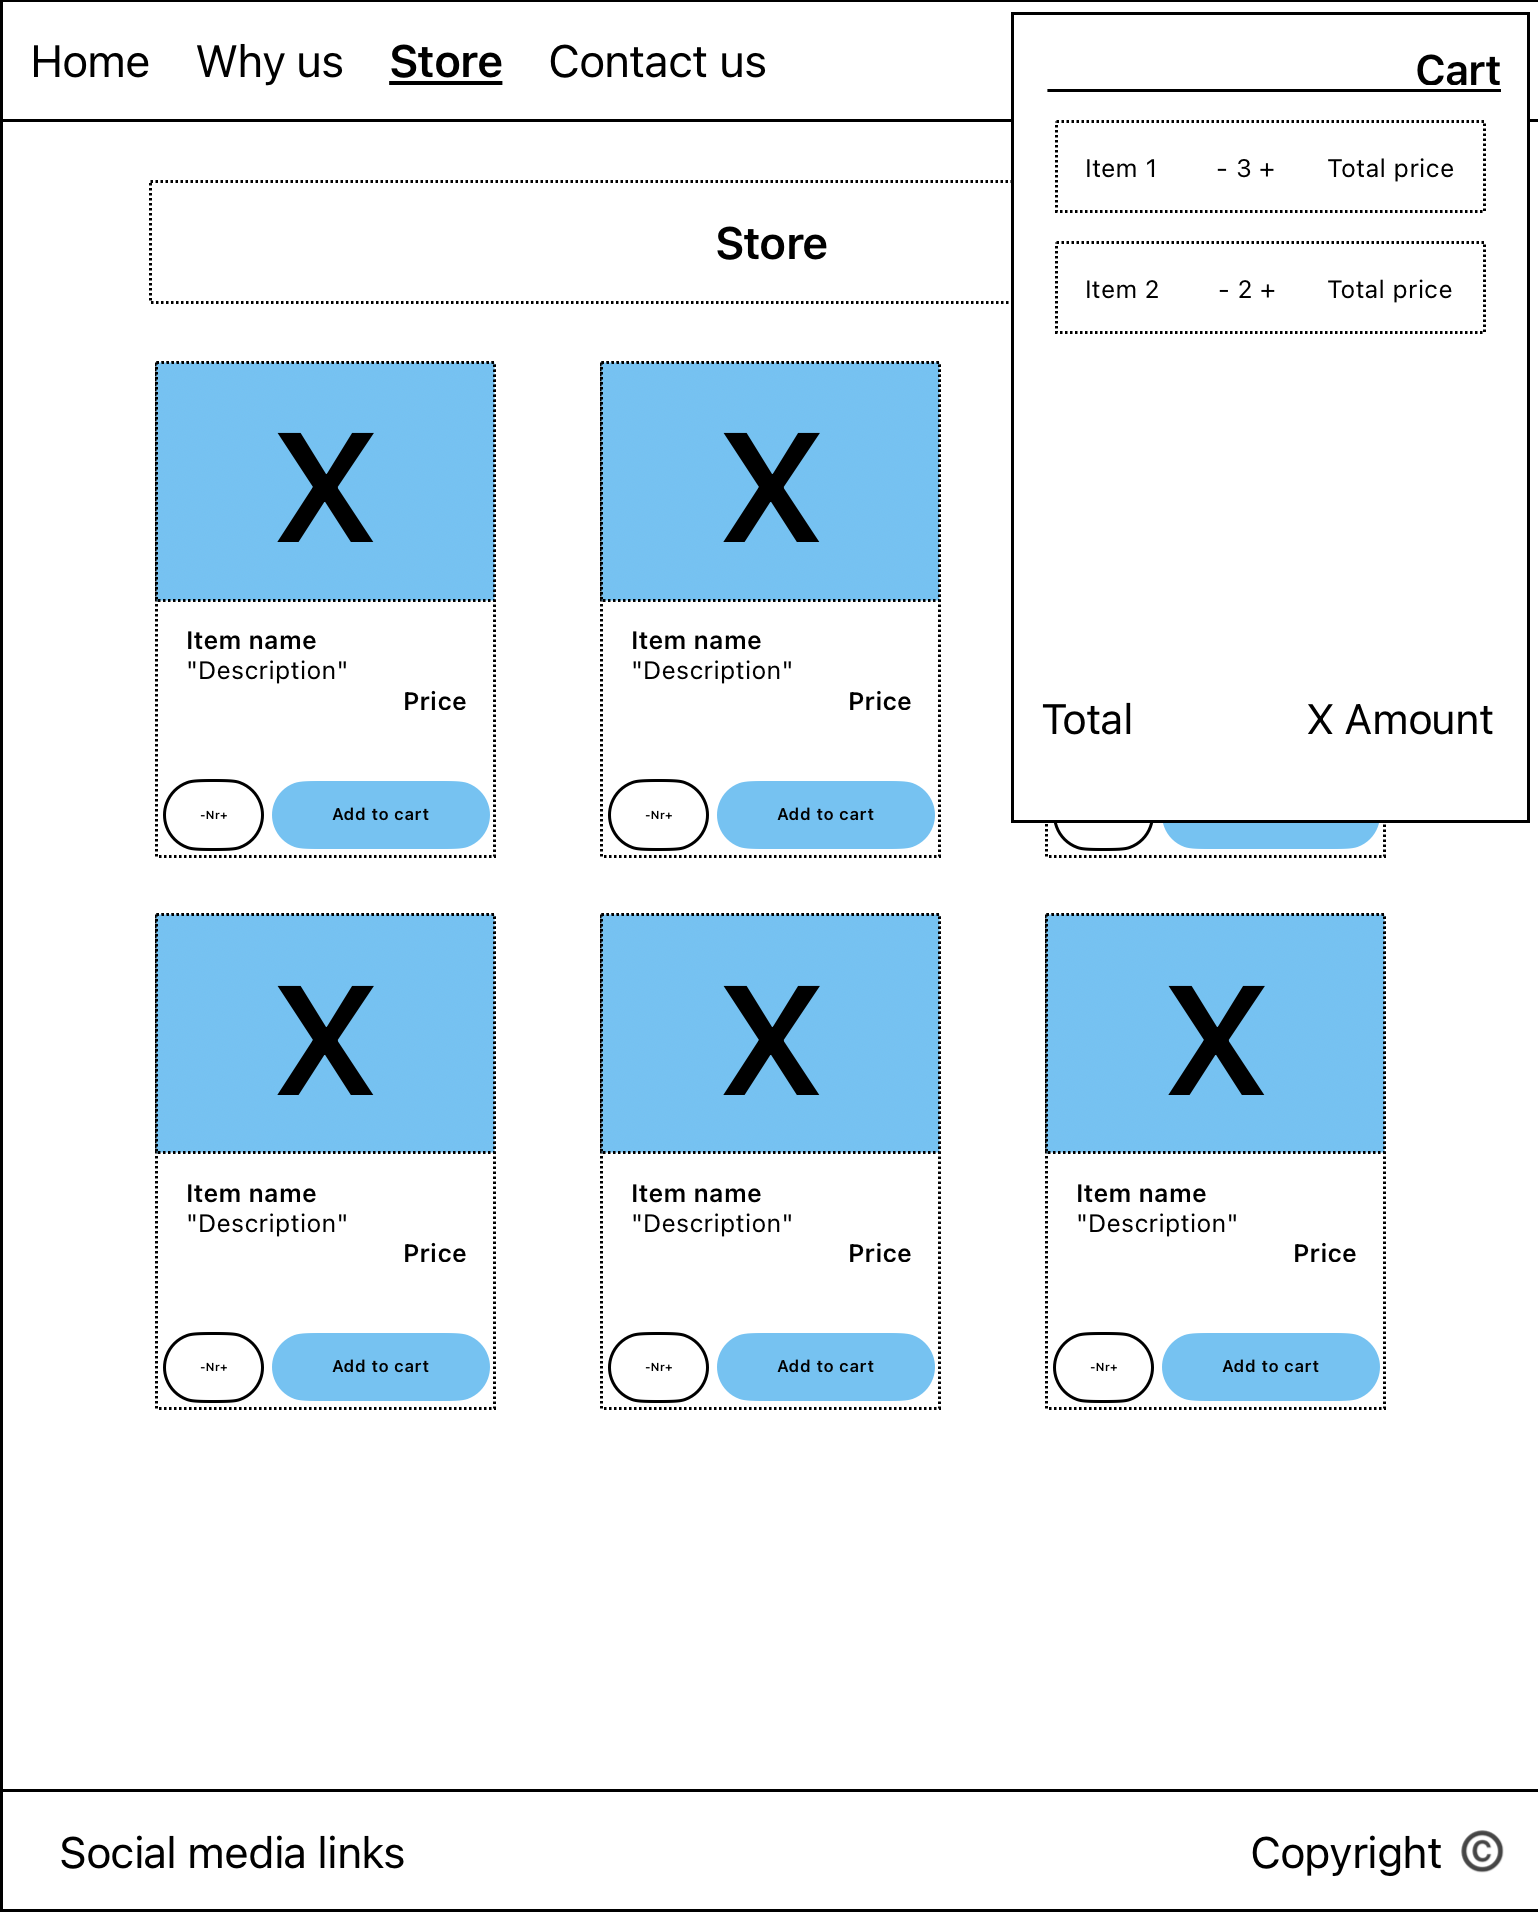 Home Why us Store Contact us
Cart
Item 1 - 3 + Total price
Item 2 - 2 + Total price
Total X Amount
Store
X X
Item name Item name
"Description" "Description"
Price Price
-Nr+ Add to cart -Nr+ Add to cart
X X X
Item name Item name Item name
"Description" "Description" "Description"
Price Price Price
-Nr+ Add to cart -Nr+ Add to cart -Nr+ Add to cart
Social media links Copyright ©